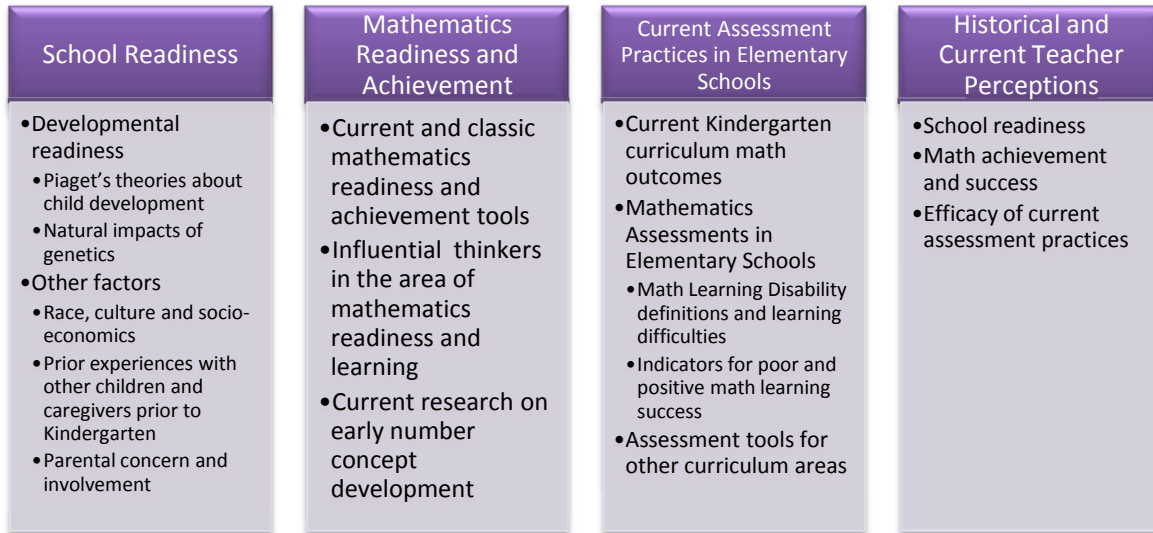 School Readiness
•Developmental
readiness
•Piaget’s theories about
child development
•Natural impacts of
genetics
•Other factors
•Race, culture and socio-
economics
•Prior experiences with
other children and
caregivers prior to
Kindergarten
•Parental concern and
involvement
Mathematics
Readiness and
Achievement
•Current and classic
mathematics
readiness and
achievement tools
•Influential thinkers
in the area of
mathematics
readiness and
learning
•Current research on
early number
concept
development
Current Assessment
Practices in Elementary
Schools
•Current Kindergarten
curriculum math
outcomes
•Mathematics
Assessments in
Elementary Schools
•Math Learning Disability
definitions and learning
difficulties
•Indicators for poor and
positive math learning
success
•Assessment tools for
other curriculum areas
Historical and
Current Teacher
Perceptions
•School readiness
•Math achievement
and success
•Efficacy of current
assessment practices